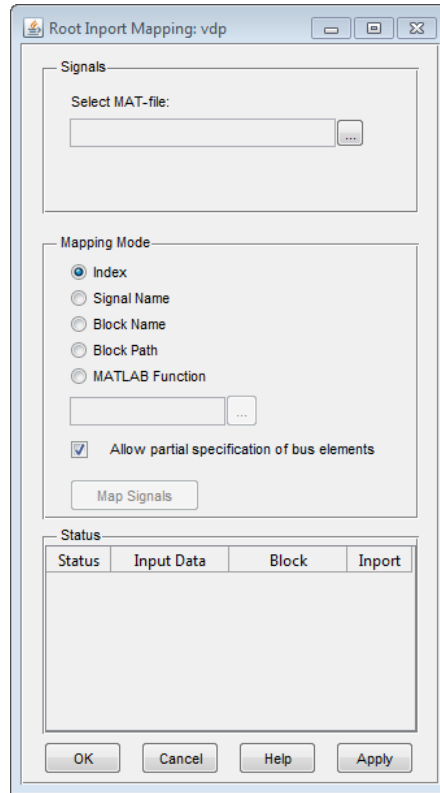 Root Inport Mapping: vdp
Signals
Select MAT-file:
...
Mapping Mode
Index
Signal Name
Block Name
Block Path
MATLAB Function
...
Allow partial specification of bus elements
Map Signals
Status
Status Input Data Block Inport
OK Cancel Help Apply